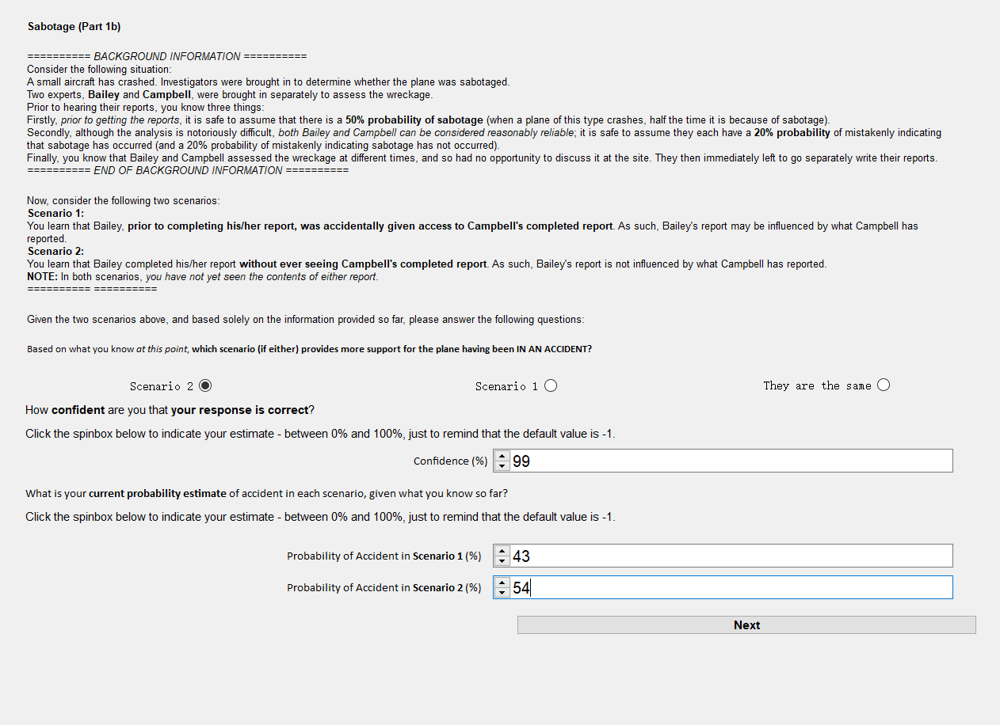 Sabotage (Part 1b)
========== BACKGROUND INFORMATION ==========
Consider the following situation:
A small aircraft has crashed. Investigators were brought in to determine whether the plane was sabotaged.
Two experts, Bailey and Campbell, were brought in separately to assess the wreckage.
Prior to hearing their reports, you know three things:
Firstly, prior to getting the reports, it is safe to assume that there is a 50% probability of sabotage (when a plane of this type crashes, half the time it is because of sabotage).
Secondly, although the analysis is notoriously difficult, both Bailey and Campbell can be considered reasonably reliable; it is safe to assume they each have a 20% probability of mistakenly indicating
that sabotage has occurred (and a 20% probability of mistakenly indicating sabotage has not occurred).
Finally, you know that Bailey and Campbell assessed the wreckage at different times, and so had no opportunity to discuss it at the site. They then immediately left to go separately write their reports.
========== END OF BACKGROUND INFORMATION ==========
Now, consider the following two scenarios:
Scenario 1:
You learn that Bailey, prior to completing his/her report, was accidentally given access to Campbell's completed report. As such, Bailey's report may be influenced by what Campbell has
reported.
Scenario 2:
You learn that Bailey completed his/her report without ever seeing Campbell's completed report. As such, Bailey's report is not influenced by what Campbell has reported.
NOTE: In both scenarios, you have not yet seen the contents of either report.
========== ==========
Given the two scenarios above, and based solely on the information provided so far, please answer the following questions:
Based on what you know at this point, which scenario (if either) provides more support for the plane having been IN AN ACCIDENT?
Scenario 2 Scenario 1 They are the same
How confident are you that your response is correct?
Click the spinbox below to indicate your estimate - between 0% and 100%, just to remind that the default value is -1.
Confidence (%) 99
What is your current probability estimate of accident in each scenario, given what you know so far?
Click the spinbox below to indicate your estimate - between 0% and 100%, just to remind that the default value is -1.
Probability of Accident in Scenario 1 (%) 43
Probability of Accident in Scenario 2 (%) 54
Next